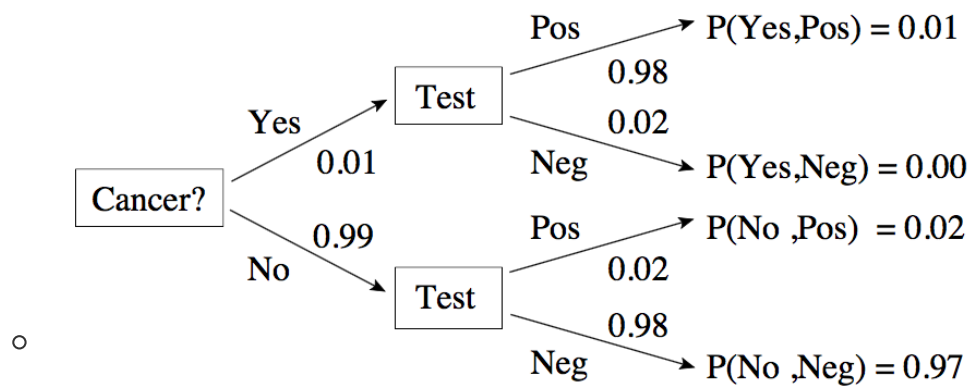 Pos P(Yes,Pos) = 0.01
0.98
Test
Yes 0.02
0.01 Neg P(Yes,Neg) = 0.00
Cancer?
0.99 Pos P(No ,Pos) = 0.02
No 0.02
Test
0.98
Neg P(No ,Neg) = 0.97